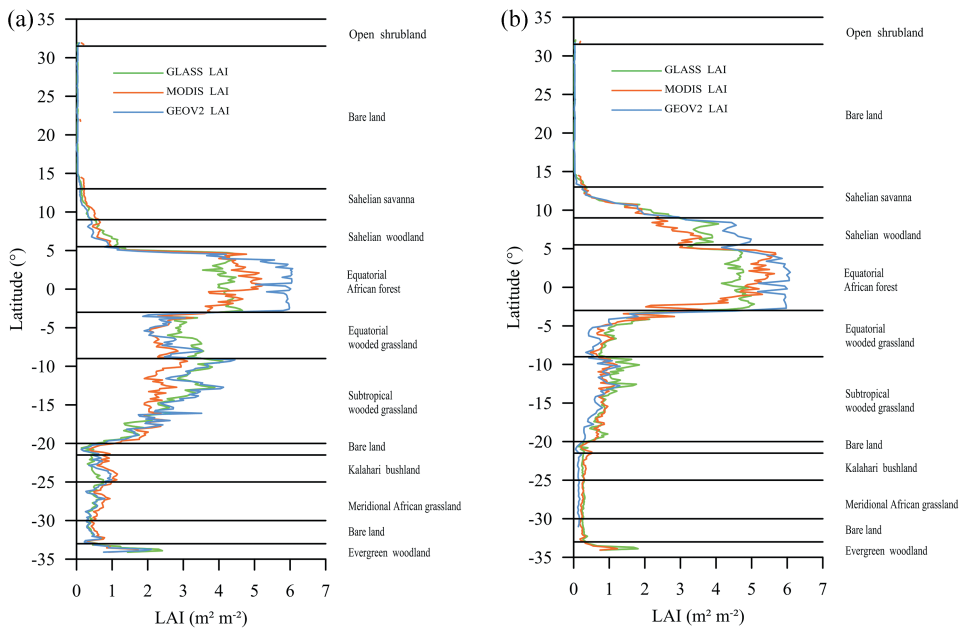 (a)
35
30
25
20
15
10
5
0
-5
-10
-15
-20
-25
-30
-35
Latitude (°)
GLASS LAI
MODIS LAI
GEOV2 LAI
Open shrubland
Bare land
Sahelian savanna
Sahelian woodland
Equatorial
African forest
Equatorial
wooded grassland
Subtropical
wooded grassland
Bare land
Kalahari bushland
Meridional African grassland
Bare land
Evergreen woodland
0 1 2 3 4 5 6 7
LAI (m² m⁻²)
(b)
35
30
25
20
15
10
5
0
-5
-10
-15
-20
-25
-30
-35
Latitude (°)
GLASS LAI
MODIS LAI
GEOV2 LAI
Open shrubland
Bare land
Sahelian savanna
Sahelian woodland
Equatorial
African forest
Equatorial
wooded grassland
Subtropical
wooded grassland
Bare land
Kalahari bushland
Meridional African grassland
Bare land
Evergreen woodland
0 1 2 3 4 5 6 7
LAI (m² m⁻²)